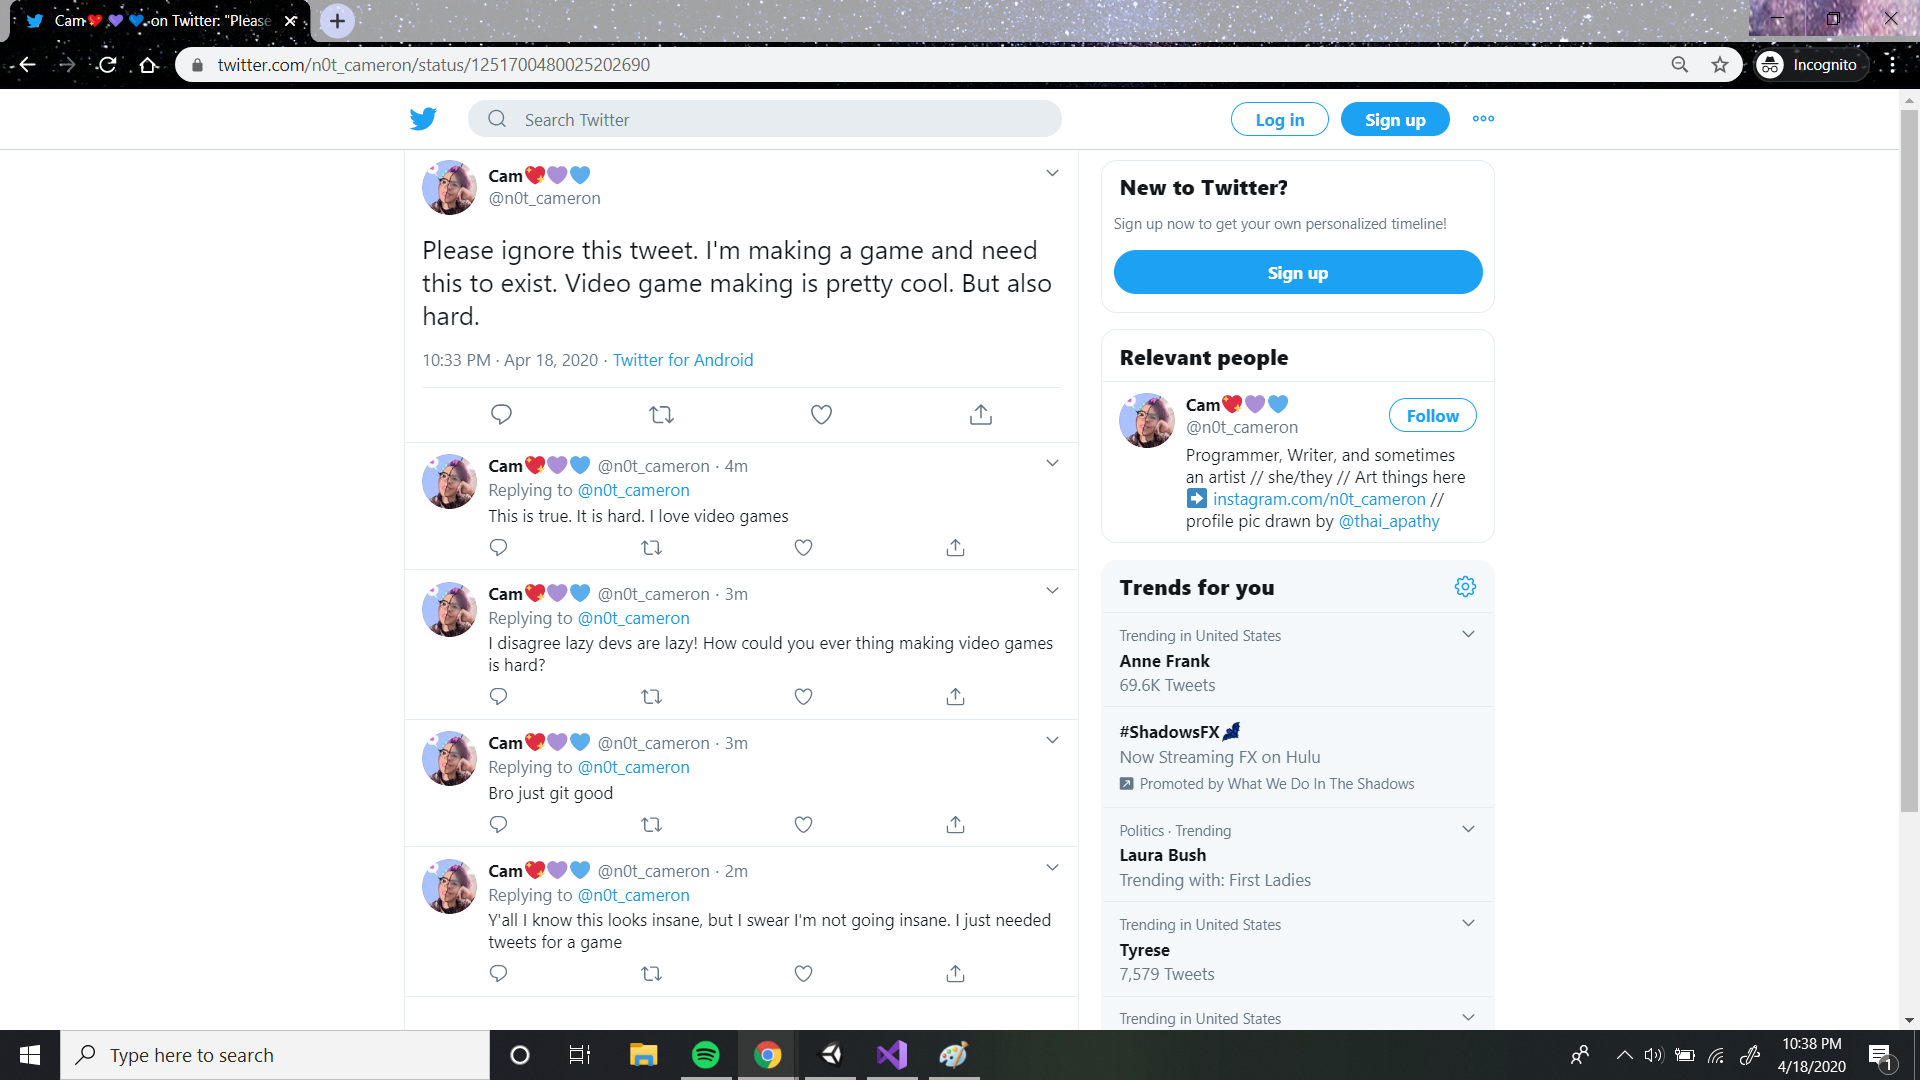 Cam❤💜💙 on Twitter: "Please
twitter.com/n0t_cameron/status/1251700480025202690
Incognito
Search Twitter
Log in
Sign up
Cam💖💜💙
@n0t_cameron
Please ignore this tweet. I'm making a game and need
this to exist. Video game making is pretty cool. But also
hard.
10:33 PM · Apr 18, 2020 · Twitter for Android
Cam💖💜💙 @n0t_cameron · 4m
Replying to @n0t_cameron
This is true. It is hard. I love video games
Cam💖💜💙 @n0t_cameron · 3m
Replying to @n0t_cameron
I disagree lazy devs are lazy! How could you ever thing making video games
is hard?
Cam💖💜💙 @n0t_cameron · 3m
Replying to @n0t_cameron
Bro just git good
Cam💖💜💙 @n0t_cameron · 2m
Replying to @n0t_cameron
Y'all I know this looks insane, but I swear I'm not going insane. I just needed
tweets for a game
New to Twitter?
Sign up now to get your own personalized timeline!
Sign up
Relevant people
Cam💖💜💙
@n0t_cameron
Follow
Programmer, Writer, and sometimes
an artist // she/they // Art things here
➡ instagram.com/n0t_cameron //
profile pic drawn by @thai_apathy
Trends for you
Trending in United States
Anne Frank
69.6K Tweets
#ShadowsFX
Now Streaming FX on Hulu
Promoted by What We Do In The Shadows
Politics · Trending
Laura Bush
Trending with: First Ladies
Trending in United States
Tyrese
7,579 Tweets
Trending in United States
Type here to search
10:38 PM
4/18/2020
1